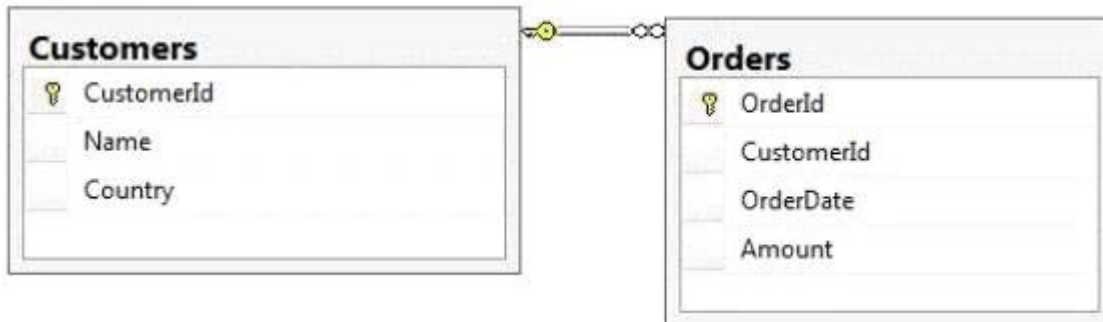 Customers
CustomerId
Name
Country
Orders
OrderId
CustomerId
OrderDate
Amount